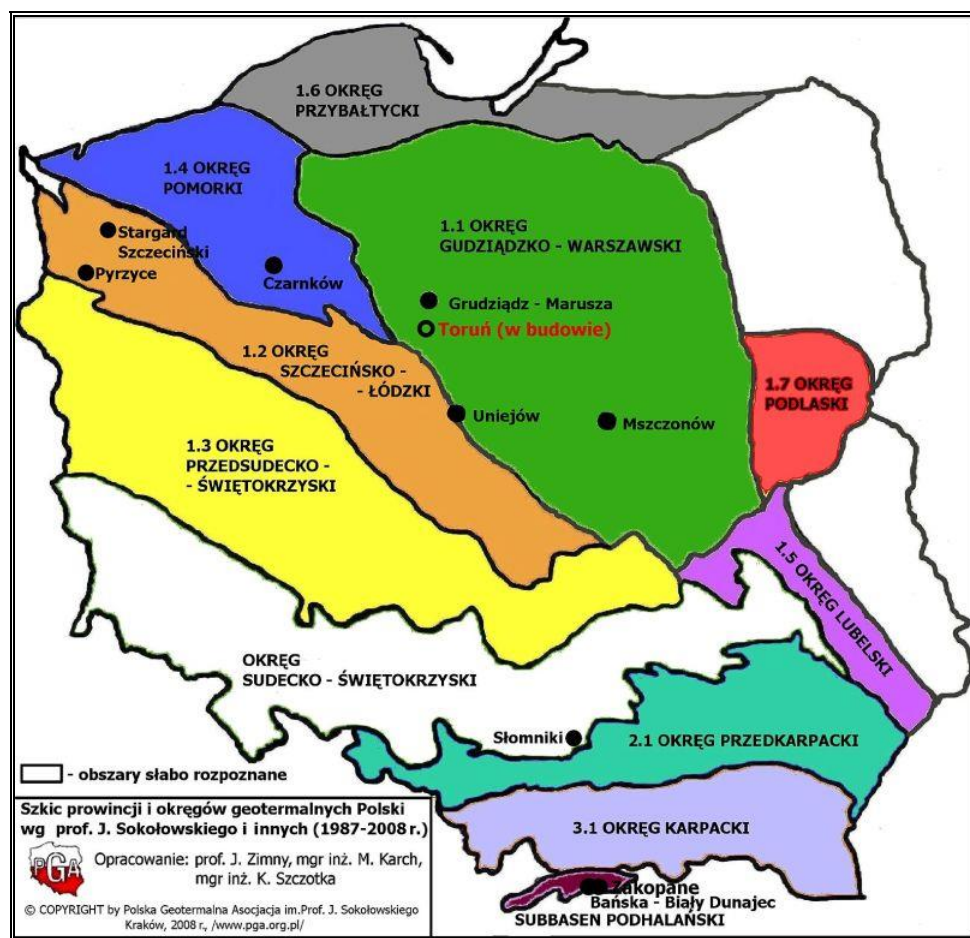 1.6 OKRĘG
PRZYBAŁTYCKI
1.4 OKRĘG
POMORKI
1.1 OKRĘG
GUDZIĄDZKO - WARSZAWSKI
Stargard
Szczeciński
Pyrzyce
Czarnków
Grudziądz - Marusza
Toruń (w budowie)
1.2 OKRĘG
SZCZECIŃSKO -
- ŁÓDZKI
1.7 OKRĘG
PODLASKI
Uniejów
Mszczonów
1.3 OKRĘG
PRZEDSUDECKO -
- ŚWIĘTOKRZYSKI
1.5 OKRĘG LUBELSKI
OKRĘG
SUDECKO - ŚWIĘTOKRZYSKI
Słomniki
2.1 OKRĘG PRZEDKARPACKI
- obszary słabo rozpoznane
3.1 OKRĘG KARPACKI
Zakopane
Bańska - Biały Dunajec
SUBBASEN PODHALAŃSKI
Szkic prowincji i okręgów geotermalnych Polski
wg prof. J. Sokołowskiego i innych (1987-2008 r.)
PGA
Opracowanie: prof. J. Zimny, mgr inż. M. Karch,
mgr inż. K. Szczotka
© COPYRIGHT by Polska Geotermalna Asocjacja im.Prof. J. Sokołowskiego
Kraków, 2008 r., /www.pga.org.pl/